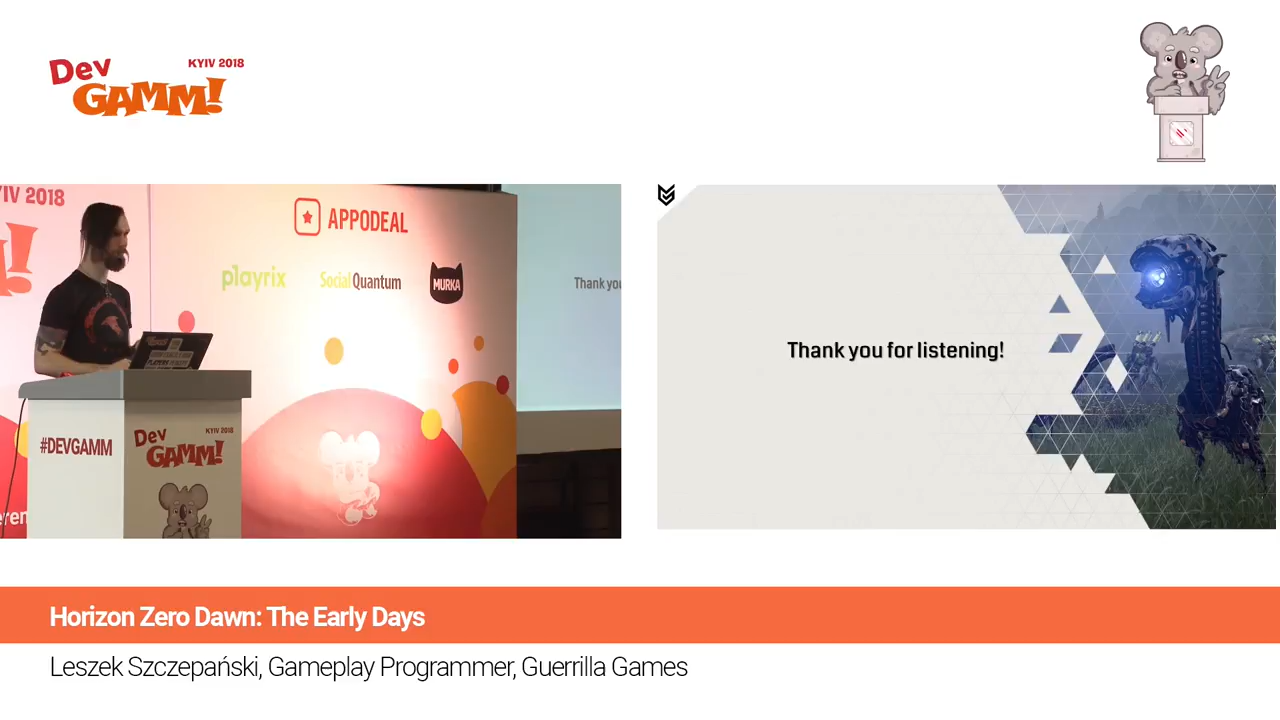 Dev
KYIV 2018
GAMM!
KYIV 2018
APPODEAL
playrix
Social Quantum
MURKA
Thank you
#DEVGAMM
Dev
KYIV 2018
GAMM!
Thank you for listening!
Horizon Zero Dawn: The Early Days
Leszek Szczepański, Gameplay Programmer, Guerrilla Games